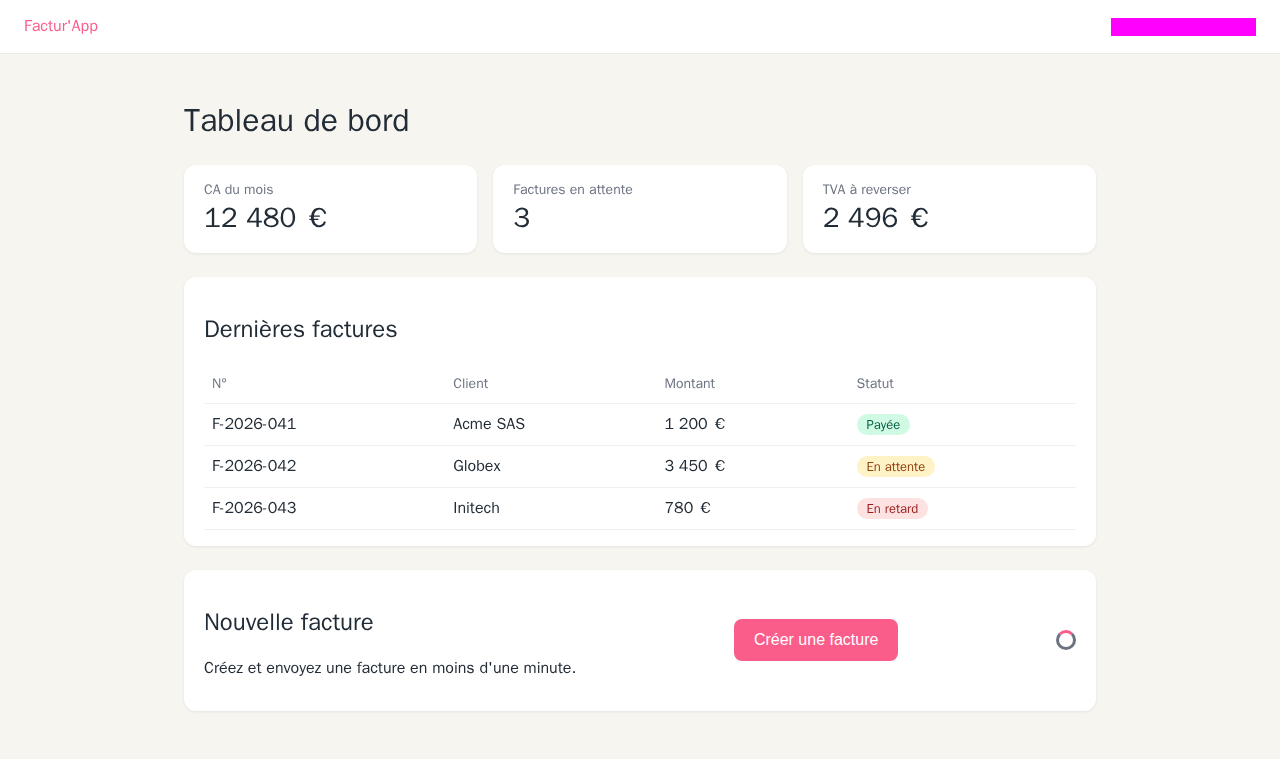 Factur'App
Tableau de bord
CA du mois
12 480 €
Factures en attente
3
TVA à reverser
2 496 €
Dernières factures
N° Client Montant Statut
F-2026-041 Acme SAS 1 200 € Payée
F-2026-042 Globex 3 450 € En attente
F-2026-043 Initech 780 € En retard
Nouvelle facture
Créez et envoyez une facture en moins d'une minute.
Créer une facture